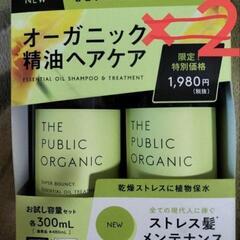 NEW
×2
オーガニック
精油ヘアケア
ESSENTIAL OIL SHAMPOO & TREATMENT
限定!
特別価格
1,980円
(税抜)
THE
PUBLIC
ORGANIC
SUPER BOUNCY
ESSENTIAL OIL TREATMENT
THE
PUBLIC
ORGANIC
乾燥ストレスに植物保水
お試し容量セット
各300mL
NEW
全ての現代人に捧ぐ
ストレス髪
メンテナンス